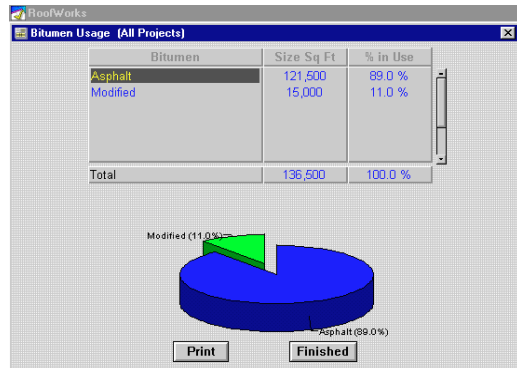 RoofWorks
Bitumen Usage (All Projects)
Bitumen Size Sq Ft % in Use
Asphalt 121,500 89.0 %
Modified 15,000 11.0 %
Total 136,500 100.0 %
Modified (11.0%)
Asphalt (89.0%)
Print Finished